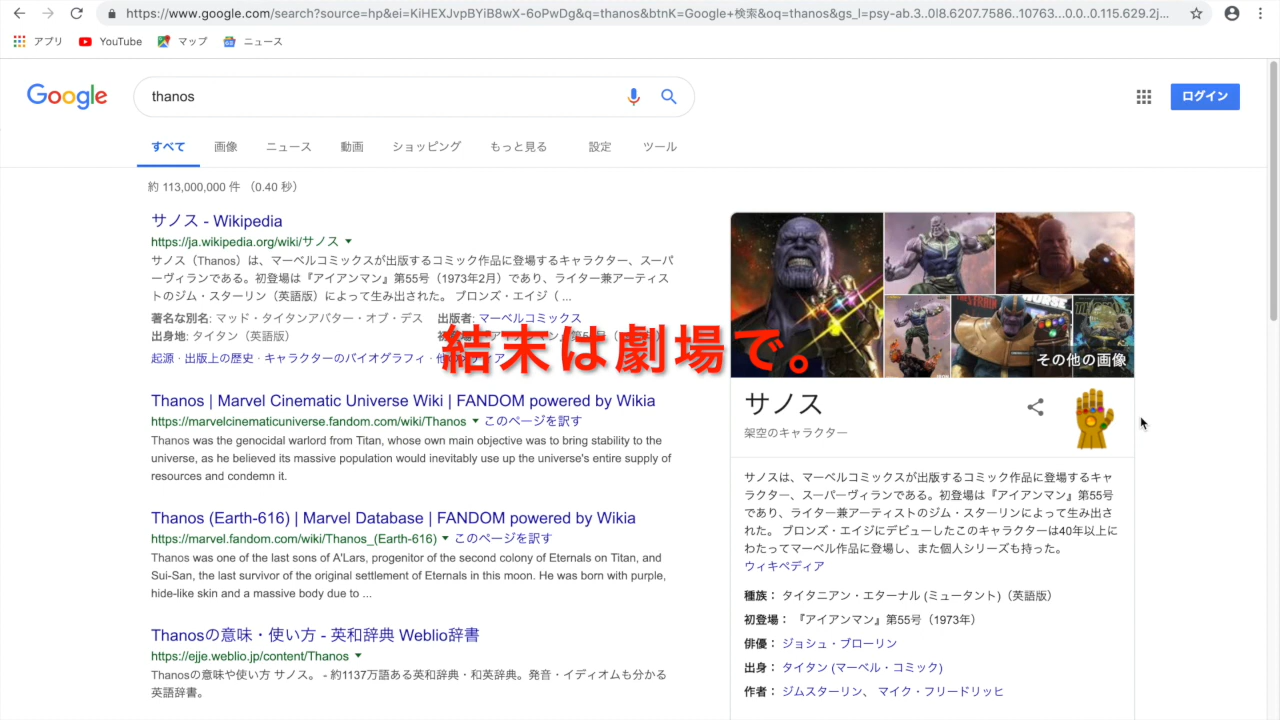 https://www.google.com/search?source=hp&ei=KiHEXJvpBYiB8wX-6oPwDg&q=thanos&btnK=Google+検索&oq=thanos&gs_l=psy-ab.3..0l8.6207.7586..10763...0.0..0.115.629.2j...
アプリ YouTube マップ ニュース
Google thanos ログイン
すべて 画像 ニュース 動画 ショッピング もっと見る 設定 ツール
約 113,000,000 件 （0.40 秒）
サノス - Wikipedia
https://ja.wikipedia.org/wiki/サノス
サノス（Thanos）は、マーベルコミックスが出版するコミック作品に登場するキャラクター、スーパ
ーヴィランである。初登場は『アイアンマン』第55号（1973年2月）であり、ライター兼アーティス
トのジム・スターリン（英語版）によって生み出された。 ブロンズ・エイジ（ ...
著名な別名: マッド・タイタンアバター・オブ・デス 出版者: マーベルコミックス
出身地: タイタン（英語版）
起源 · 出版上の歴史 · キャラクターのバイオグラフィ ·
結末は劇場で。
Thanos | Marvel Cinematic Universe Wiki | FANDOM powered by Wikia
https://marvelcinematicuniverse.fandom.com/wiki/Thanos このページを訳す
Thanos was the genocidal warlord from Titan, whose own main objective was to bring stability to the
universe, as he believed its massive population would inevitably use up the universe's entire supply of
resources and condemn it.
Thanos (Earth-616) | Marvel Database | FANDOM powered by Wikia
https://marvel.fandom.com/wiki/Thanos_(Earth-616) このページを訳す
Thanos was one of the last sons of A'Lars, progenitor of the second colony of Eternals on Titan, and
Sui-San, the last survivor of the original settlement of Eternals in this moon. He was born with purple,
hide-like skin and a massive body due to ...
Thanosの意味・使い方 - 英和辞典 Weblio辞書
https://ejje.weblio.jp/content/Thanos
Thanosの意味や使い方 サノス。 - 約1137万語ある英和辞典・和英辞典。発音・イディオムも分かる
英語辞書。
その他の画像
サノス
架空のキャラクター
サノスは、マーベルコミックスが出版するコミック作品に登場するキャ
ラクター、スーパーヴィランである。初登場は『アイアンマン』第55号
であり、ライター兼アーティストのジム・スターリンによって生み出さ
れた。 ブロンズ・エイジにデビューしたこのキャラクターは40年以上に
わたってマーベル作品に登場し、また個人シリーズも持った。
ウィキペディア
種族： タイタニアン・エターナル (ミュータント)（英語版）
初登場： 『アイアンマン』第55号（1973年）
俳優： ジョシュ・ブローリン
出身： タイタン (マーベル・コミック)
作者： ジムスターリン、 マイク・フリードリッヒ